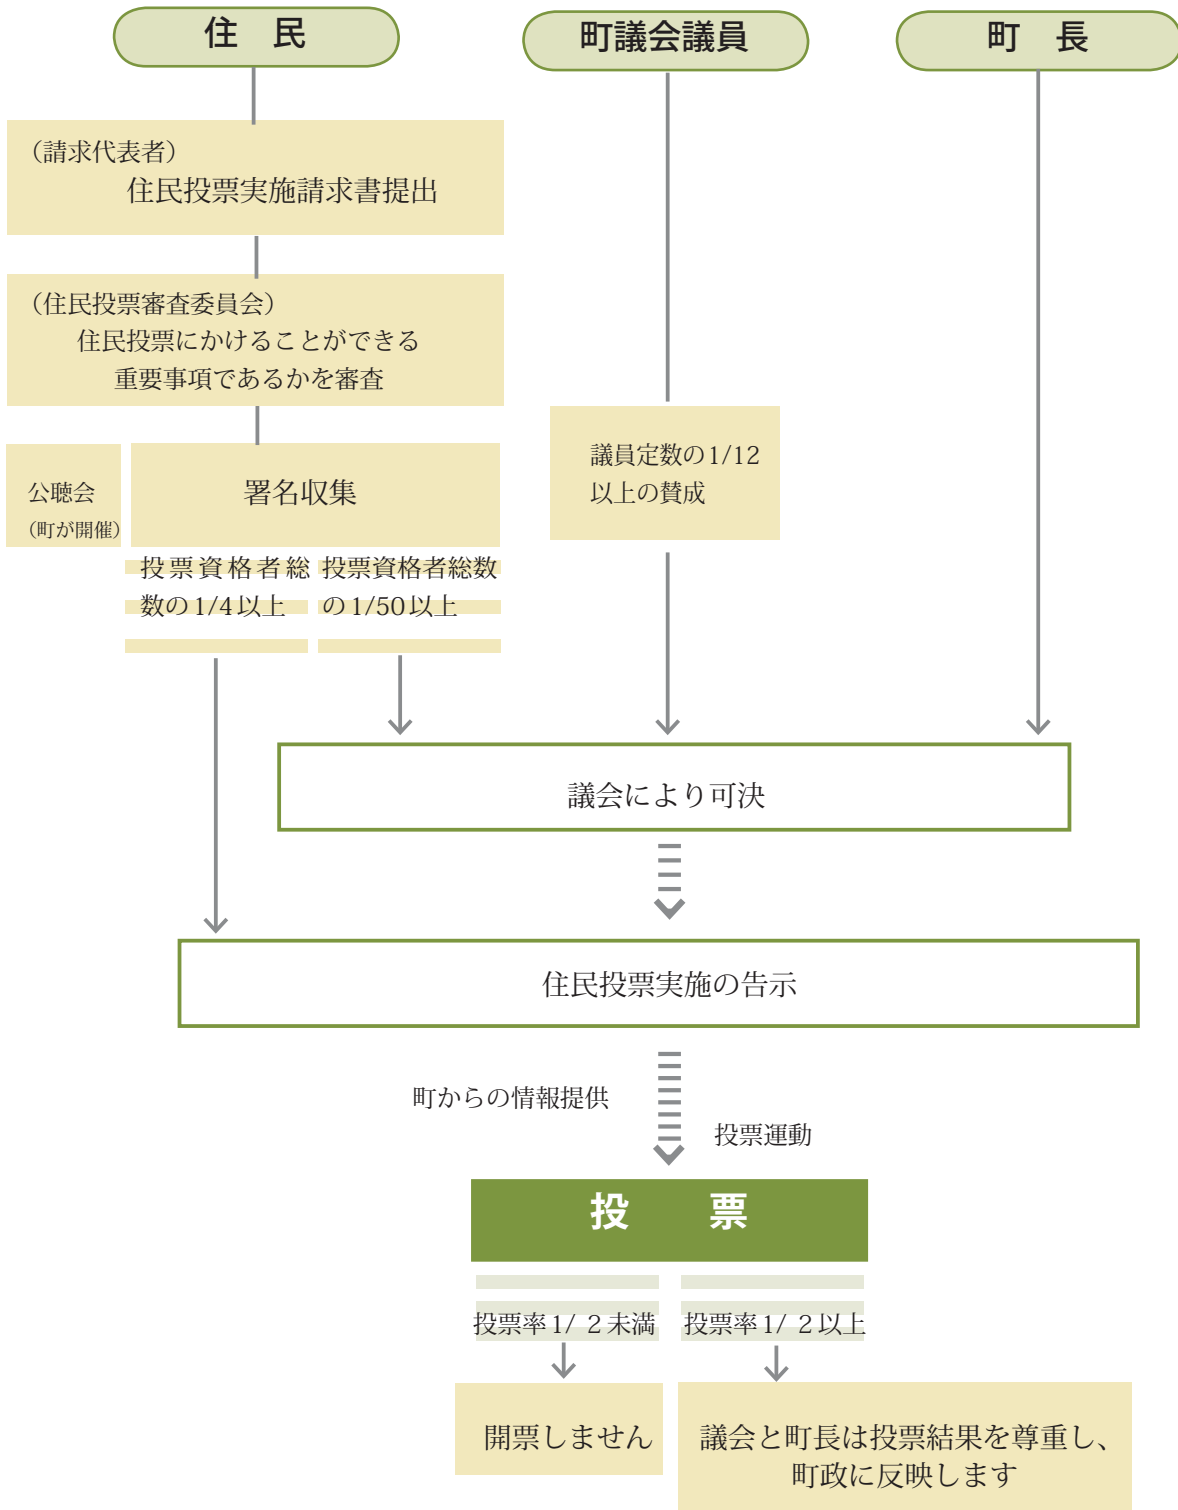 住　民
町議会議員
町　長
（請求代表者）
住民投票実施請求書提出
（住民投票審査委員会）
住民投票にかけることができる
重要事項であるかを審査
公聴会
（町が開催）
署名収集
議員定数の1/12
以上の賛成
投票資格者総
数の1/4以上
投票資格者総数
の1/50以上
議会により可決
住民投票実施の告示
町からの情報提供
投票運動
投　票
投票率1/２未満
投票率1/２以上
開票しません
議会と町長は投票結果を尊重し、
町政に反映します